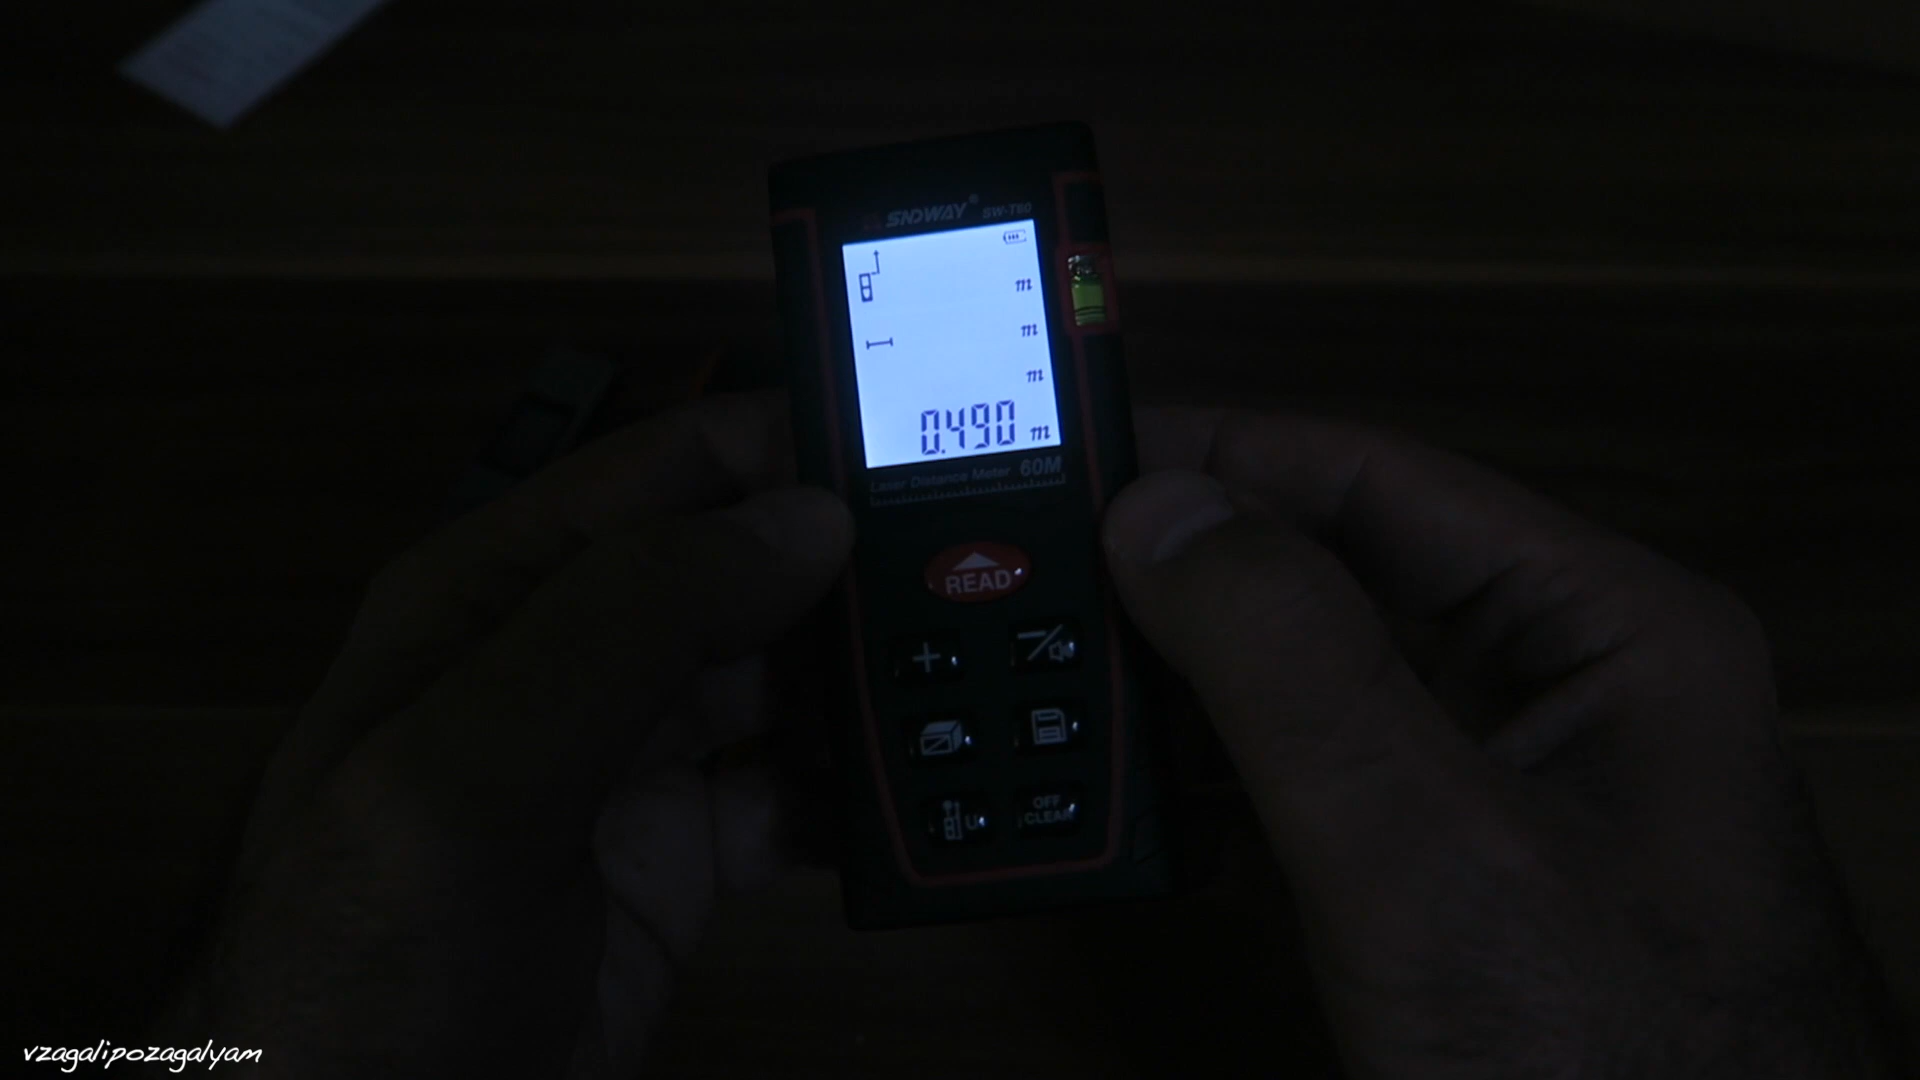 SNDWAY® SW-T60
m
m
m
0.490 m
Laser Distance Meter 60M
READ
U
OFF
CLEAR
vzagalipozagalyam